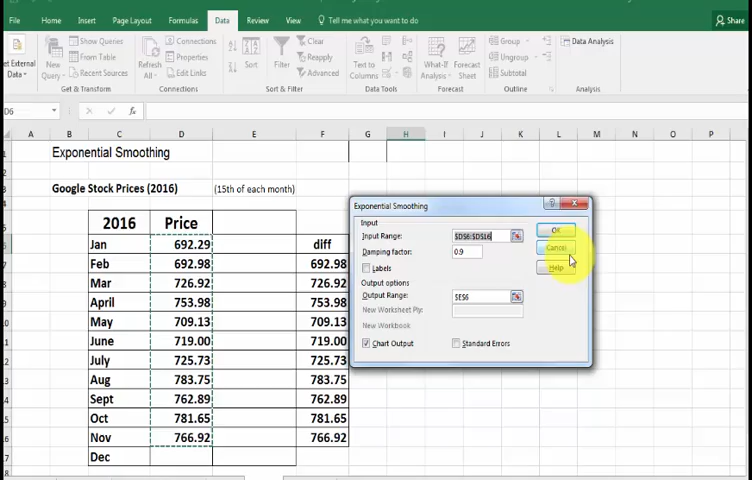 File Home Insert Page Layout Formulas Data Review View Tell me what you want to do Share
Show Queries Connections Clear Group Data Analysis
From Table Properties Reapply Ungroup
Recent Sources Edit Links Advanced Subtotal
et External Data New Query Refresh All Sort Filter Text to Columns What-If Analysis Forecast Sheet
Get & Transform Connections Sort & Filter Data Tools Forecast Outline Analysis
D6 fx
A B C D E F G H I J K L M N O P
Exponential Smoothing
Google Stock Prices (2016) (15th of each month)
2016 Price
Jan 692.29 diff
Feb 692.98 692.98
Mar 726.92 726.92
April 753.98 753.98
May 709.13 709.13
June 719.00 719.00
July 725.73 725.73
Aug 783.75 783.75
Sept 762.89 762.89
Oct 781.65 781.65
Nov 766.92 766.92
Dec
Exponential Smoothing
Input
Input Range: $D$6:$D$16 OK
Damping factor: 0.9 Cancel
Labels Help
Output options
Output Range: $E$6
New Worksheet Ply:
New Workbook
Chart Output Standard Errors